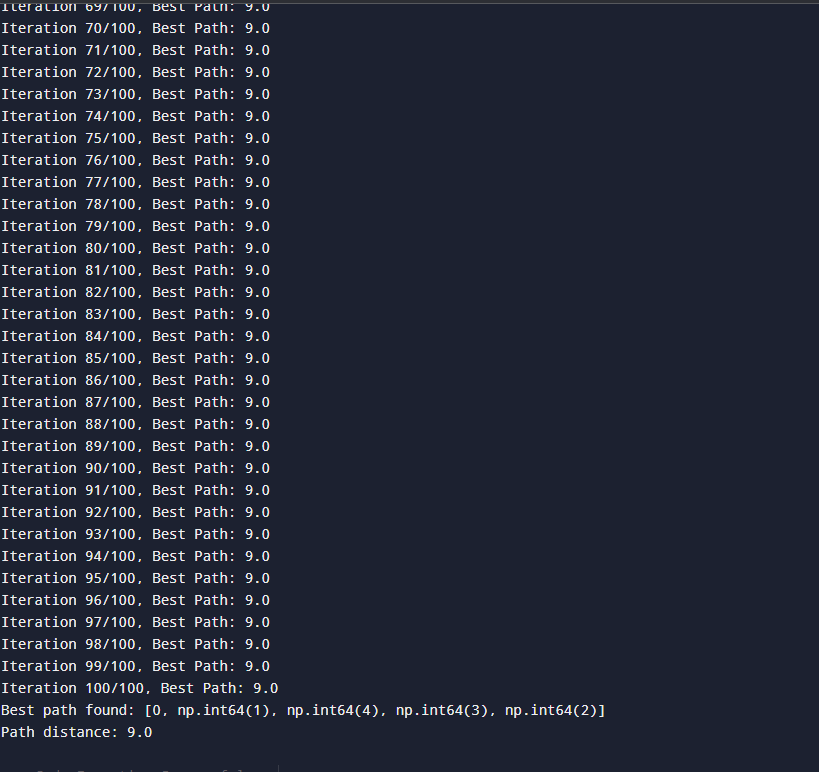 Iteration 69/100, Best Path: 9.0
Iteration 70/100, Best Path: 9.0
Iteration 71/100, Best Path: 9.0
Iteration 72/100, Best Path: 9.0
Iteration 73/100, Best Path: 9.0
Iteration 74/100, Best Path: 9.0
Iteration 75/100, Best Path: 9.0
Iteration 76/100, Best Path: 9.0
Iteration 77/100, Best Path: 9.0
Iteration 78/100, Best Path: 9.0
Iteration 79/100, Best Path: 9.0
Iteration 80/100, Best Path: 9.0
Iteration 81/100, Best Path: 9.0
Iteration 82/100, Best Path: 9.0
Iteration 83/100, Best Path: 9.0
Iteration 84/100, Best Path: 9.0
Iteration 85/100, Best Path: 9.0
Iteration 86/100, Best Path: 9.0
Iteration 87/100, Best Path: 9.0
Iteration 88/100, Best Path: 9.0
Iteration 89/100, Best Path: 9.0
Iteration 90/100, Best Path: 9.0
Iteration 91/100, Best Path: 9.0
Iteration 92/100, Best Path: 9.0
Iteration 93/100, Best Path: 9.0
Iteration 94/100, Best Path: 9.0
Iteration 95/100, Best Path: 9.0
Iteration 96/100, Best Path: 9.0
Iteration 97/100, Best Path: 9.0
Iteration 98/100, Best Path: 9.0
Iteration 99/100, Best Path: 9.0
Iteration 100/100, Best Path: 9.0
Best path found: [0, np.int64(1), np.int64(4), np.int64(3), np.int64(2)]
Path distance: 9.0